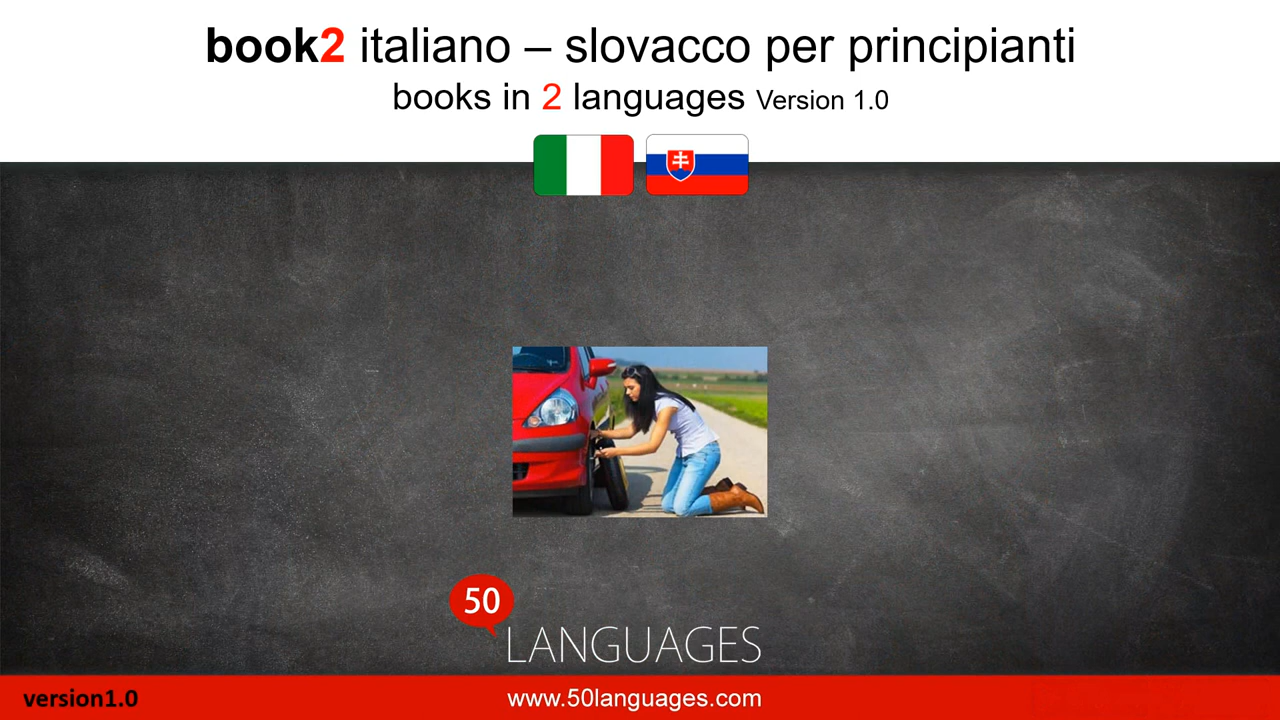 book2 italiano – slovacco per principianti
books in 2 languages Version 1.0
50
LANGUAGES
version1.0
www.50languages.com